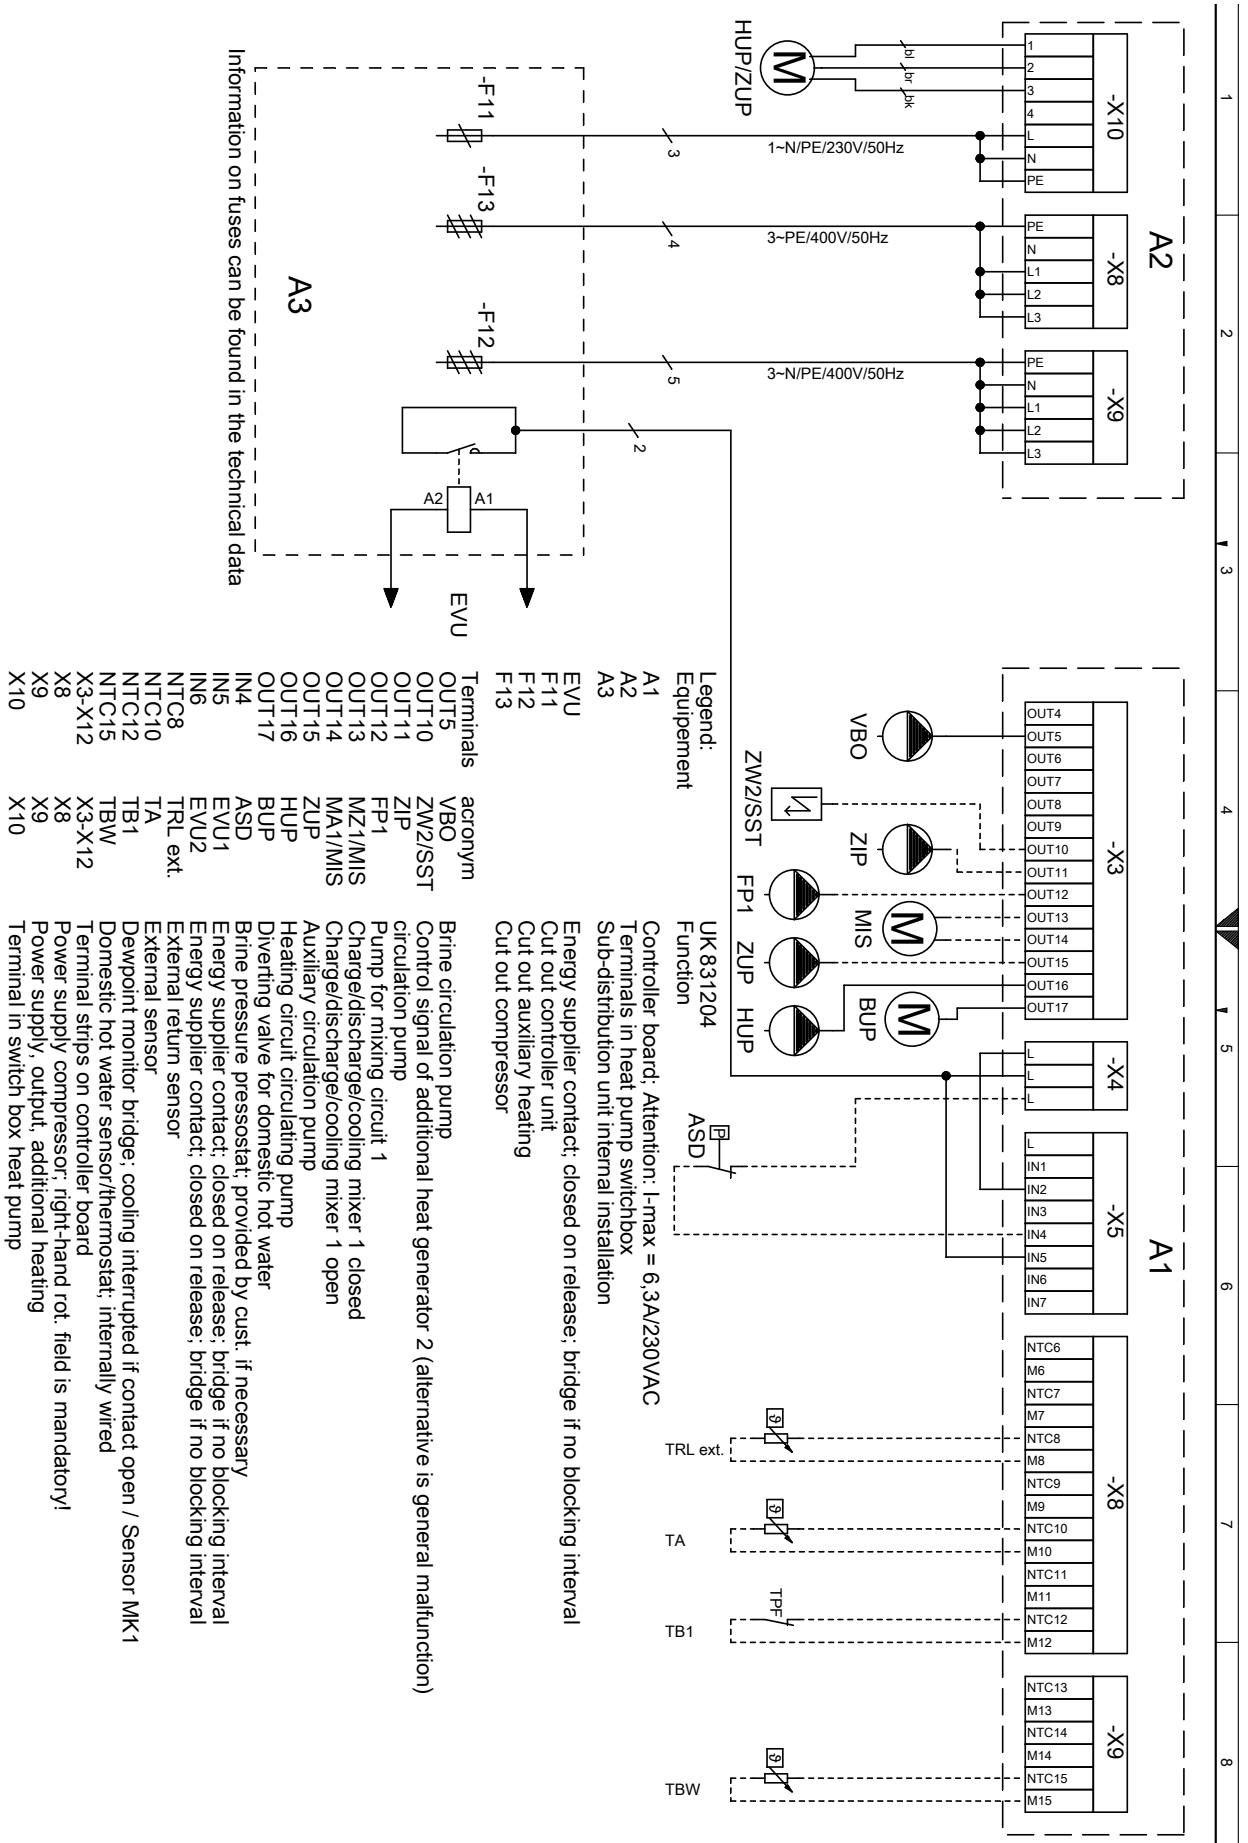 1
2
3
4
5
6
7
8
A2
-X10
1
2
3
4
L
N
PE
-X8
PE
N
L1
L2
L3
-X9
PE
N
L1
L2
L3
bl
br
bk
M
HUP/ZUP
1~N/PE/230V/50Hz
3
3~PE/400V/50Hz
4
3~N/PE/400V/50Hz
5
2
-F11
-F13
-F12
A3
A2
A1
EVU
Information on fuses can be found in the technical data
A1
-X3
OUT4
OUT5
OUT6
OUT7
OUT8
OUT9
OUT10
OUT11
OUT12
OUT13
OUT14
OUT15
OUT16
OUT17
-X4
L
L
L
-X5
L
IN1
IN2
IN3
IN4
IN5
IN6
IN7
-X8
NTC6
M6
NTC7
M7
NTC8
M8
NTC9
M9
NTC10
M10
NTC11
M11
NTC12
M12
-X9
NTC13
M13
NTC14
M14
NTC15
M15
VBO
ZW2/SST
ZIP
FP1
M
MIS
ZUP
HUP
M
BUP
P
ASD
ϑ
TRL ext.
ϑ
TA
TPF
TB1
ϑ
TBW
Legend: UK831204
Equipement Function
A1 Controller board; Attention: I-max = 6,3A/230VAC
A2 Terminals in heat pump switchbox
A3 Sub-distribution unit internal installation
EVU Energy supplier contact; closed on release; bridge if no blocking interval
F11 Cut out controller unit
F12 Cut out auxiliary heating
F13 Cut out compressor
Terminals acronym
OUT5 VBO Brine circulation pump
OUT10 ZW2/SST Control signal of additional heat generator 2 (alternative is general malfunction)
OUT11 ZIP circulation pump
OUT12 FP1 Pump for mixing circuit 1
OUT13 MZ1/MIS Charge/discharge/cooling mixer 1 closed
OUT14 MA1/MIS Charge/discharge/cooling mixer 1 open
OUT15 ZUP Auxiliary circulation pump
OUT16 HUP Heating circuit circulating pump
OUT17 BUP Diverting valve for domestic hot water
IN4 ASD Brine pressure pressostat; provided by cust. if necessary
IN5 EVU1 Energy supplier contact; closed on release; bridge if no blocking interval
IN6 EVU2 Energy supplier contact; closed on release; bridge if no blocking interval
NTC8 TRL ext. External return sensor
NTC10 TA External sensor
NTC12 TB1 Dewpoint monitor bridge; cooling interrupted if contact open / Sensor MK1
NTC15 TBW Domestic hot water sensor/thermostat; internally wired
X3-X12 X3-X12 Terminal strips on controller board
X8 X8 Power supply compressor; right-hand rot. field is mandatory!
X9 X9 Power supply, output, additional heating
X10 X10 Terminal in switch box heat pump